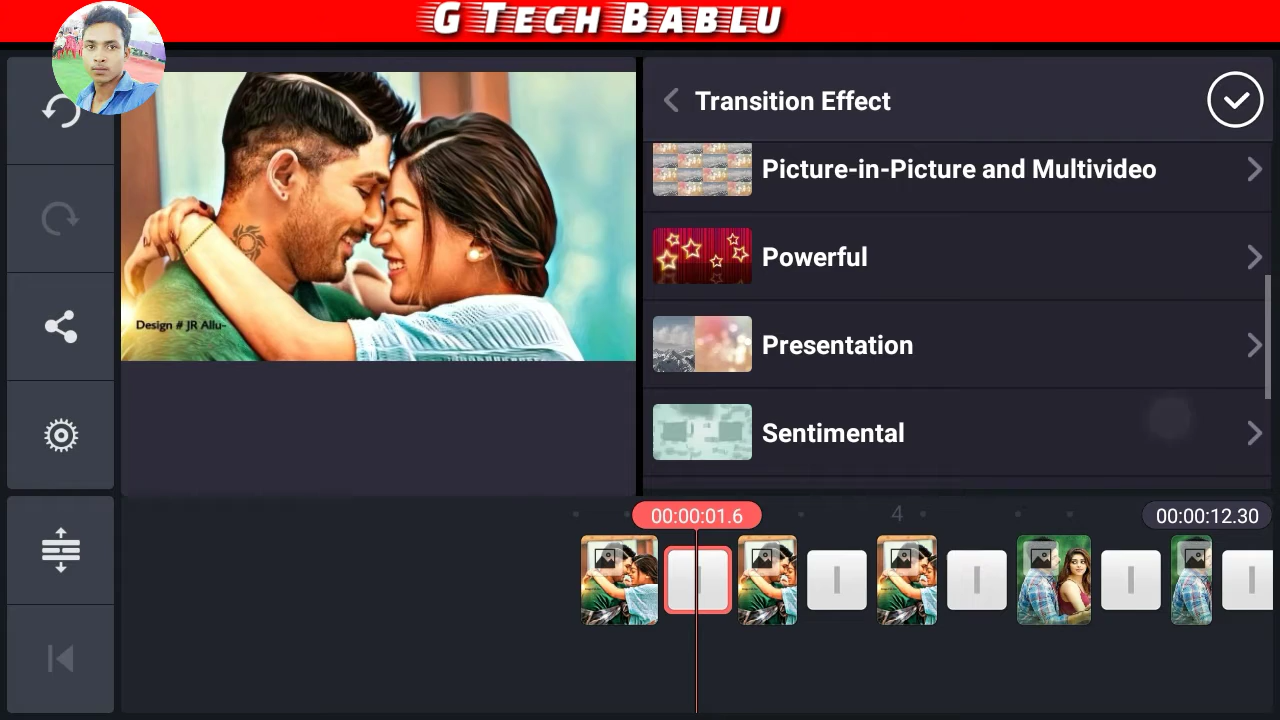 G TECH BABLU
Transition Effect
Picture-in-Picture and Multivideo
Powerful
Presentation
Sentimental
Design # JR Allu-
00:00:01.6
4
00:00:12.30